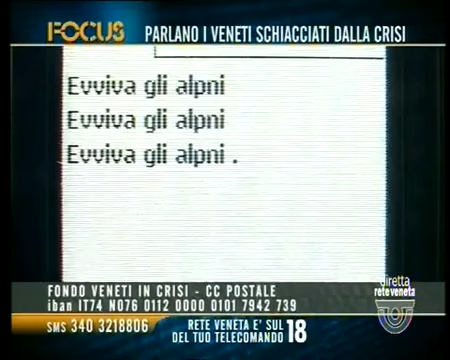 FOCUS
PARLANO I VENETI SCHIACCIATI DALLA CRISI
Evviva gli alpni
Evviva gli alpni
Evviva gli alpni .
FONDO VENETI IN CRISI - CC POSTALE
iban IT74 N076 0112 0000 0101 7942 739
diretta
reteveneta
SMS 340 3218806
RETE VENETA E' SUL
DEL TUO TELECOMANDO 18